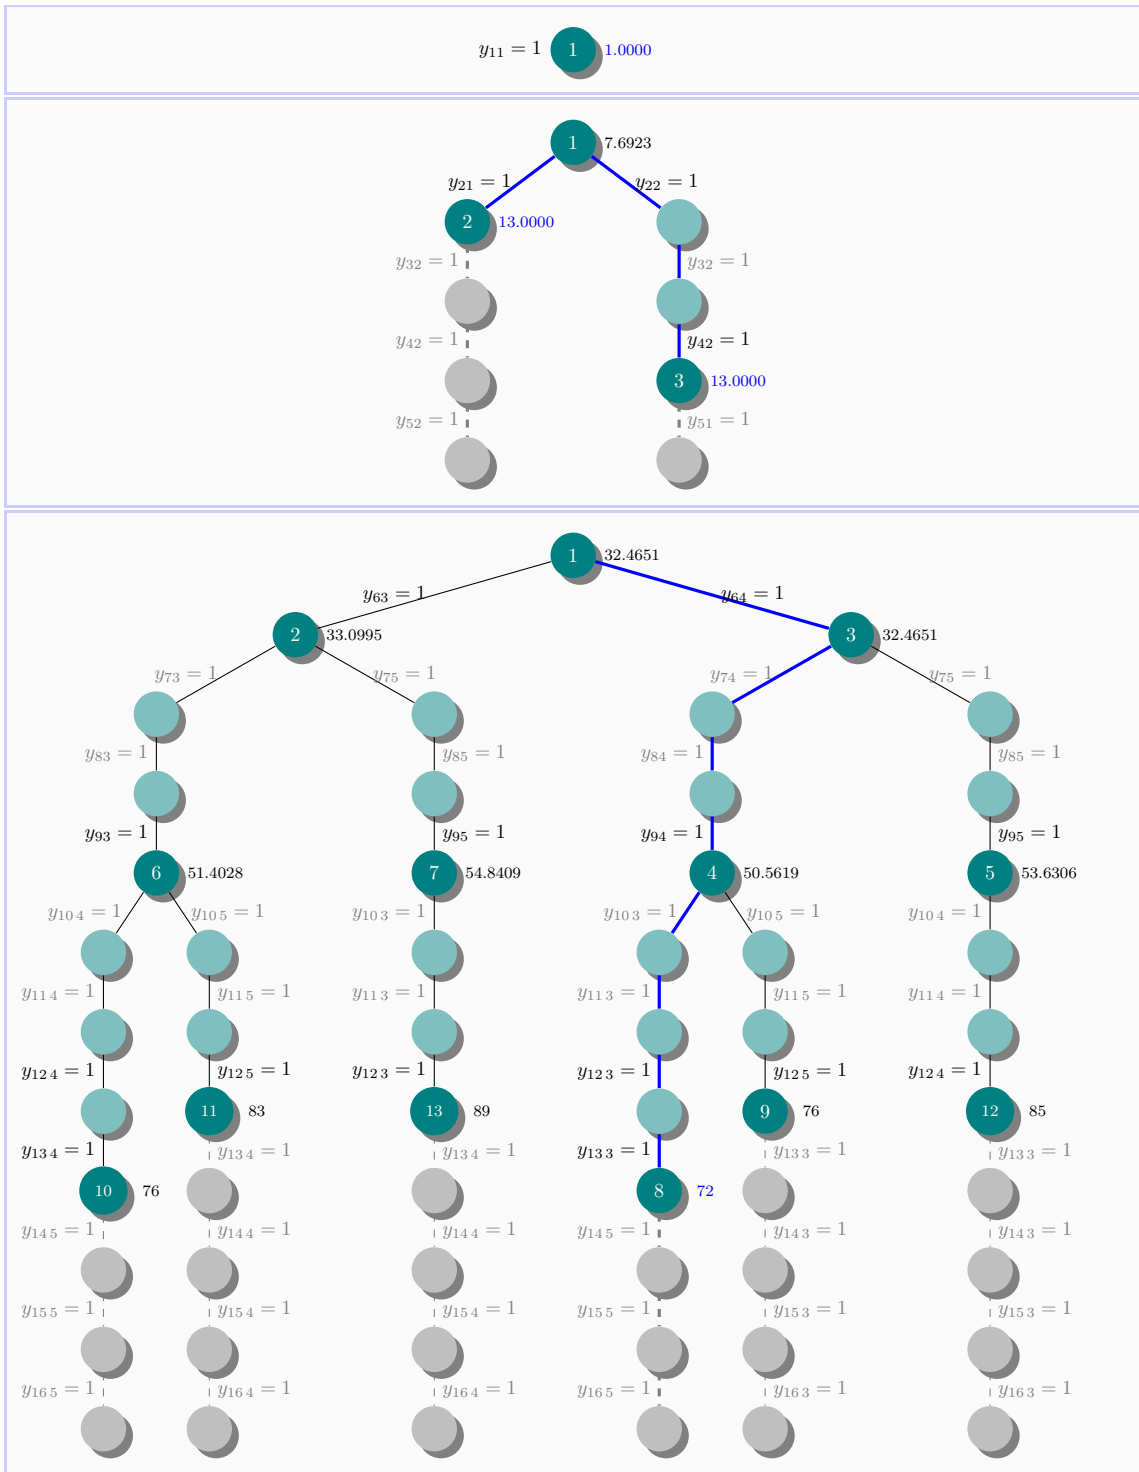 y11 = 1 1 1.0000
1 7.6923
y21 = 1 y22 = 1
2 13.0000
y32 = 1 y32 = 1
y42 = 1 y42 = 1
3 13.0000
y52 = 1 y51 = 1
1 32.4651
y63 = 1 y64 = 1
2 33.0995 3 32.4651
y73 = 1 y75 = 1 y74 = 1 y75 = 1
y83 = 1 y85 = 1 y84 = 1 y85 = 1
y93 = 1 y95 = 1 y94 = 1 y95 = 1
6 51.4028 7 54.8409 4 50.5619 5 53.6306
y10 4 = 1 y10 5 = 1 y10 3 = 1 y10 3 = 1 y10 5 = 1 y10 4 = 1
y11 4 = 1 y11 5 = 1 y11 3 = 1 y11 3 = 1 y11 5 = 1 y11 4 = 1
y12 4 = 1 y12 5 = 1 y12 3 = 1 y12 3 = 1 y12 5 = 1 y12 4 = 1
11 83 13 89 9 76 12 85
y13 4 = 1 y13 4 = 1 y13 4 = 1 y13 3 = 1 y13 3 = 1 y13 3 = 1
10 76 8 72
y14 5 = 1 y14 4 = 1 y14 4 = 1 y14 5 = 1 y14 3 = 1 y14 3 = 1
y15 5 = 1 y15 4 = 1 y15 4 = 1 y15 5 = 1 y15 3 = 1 y15 3 = 1
y16 5 = 1 y16 4 = 1 y16 4 = 1 y16 5 = 1 y16 3 = 1 y16 3 = 1